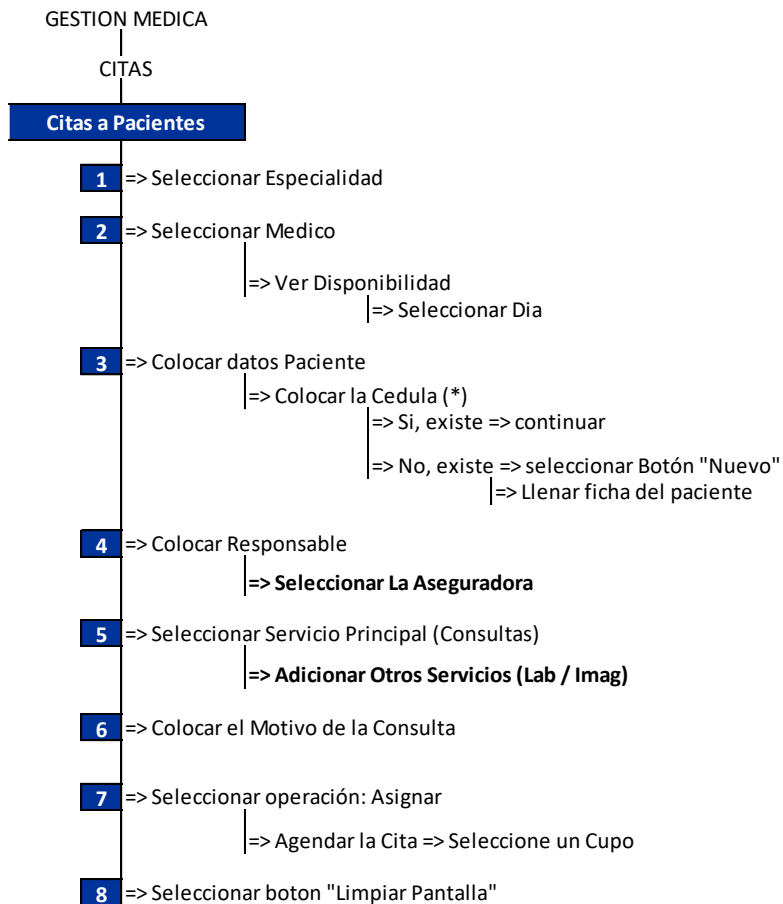 GESTION MEDICA
CITAS
Citas a Pacientes
1 => Seleccionar Especialidad
2 => Seleccionar Medico
=> Ver Disponibilidad
=> Seleccionar Dia
3 => Colocar datos Paciente
=> Colocar la Cedula (*)
=> Si, existe => continuar
=> No, existe => seleccionar Botón "Nuevo"
=> Llenar ficha del paciente
4 => Colocar Responsable
=> Seleccionar La Aseguradora
5 => Seleccionar Servicio Principal (Consultas)
=> Adicionar Otros Servicios (Lab / Imag)
6 => Colocar el Motivo de la Consulta
7 => Seleccionar operación: Asignar
=> Agendar la Cita => Seleccione un Cupo
8 => Seleccionar boton "Limpiar Pantalla"